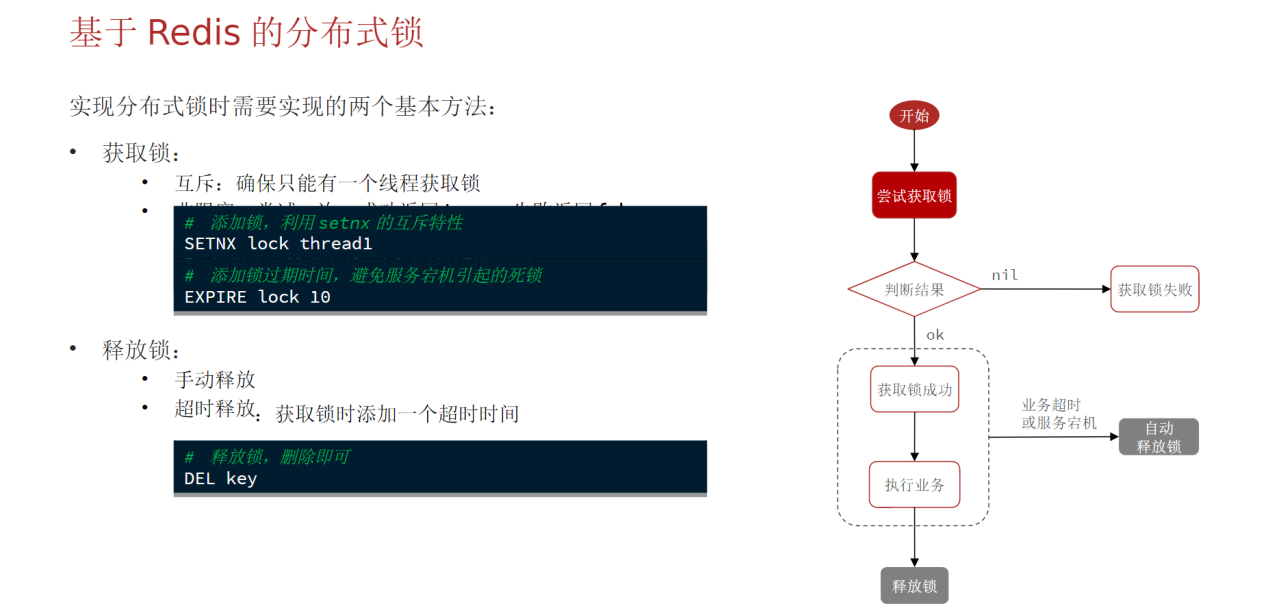 基于 Redis 的分布式锁
实现分布式锁时需要实现的两个基本方法：
• 获取锁：
• 互斥：确保只能有一个线程获取锁
•
# 添加锁，利用 setnx 的互斥特性
SETNX lock thread1
# 添加锁过期时间，避免服务宕机引起的死锁
EXPIRE lock 10
• 释放锁：
• 手动释放
• 超时释放：获取锁时添加一个超时时间
# 释放锁，删除即可
DEL key
开始
尝试获取锁
判断结果
nil
获取锁失败
ok
获取锁成功
业务超时
或服务宕机
自动
释放锁
执行业务
释放锁